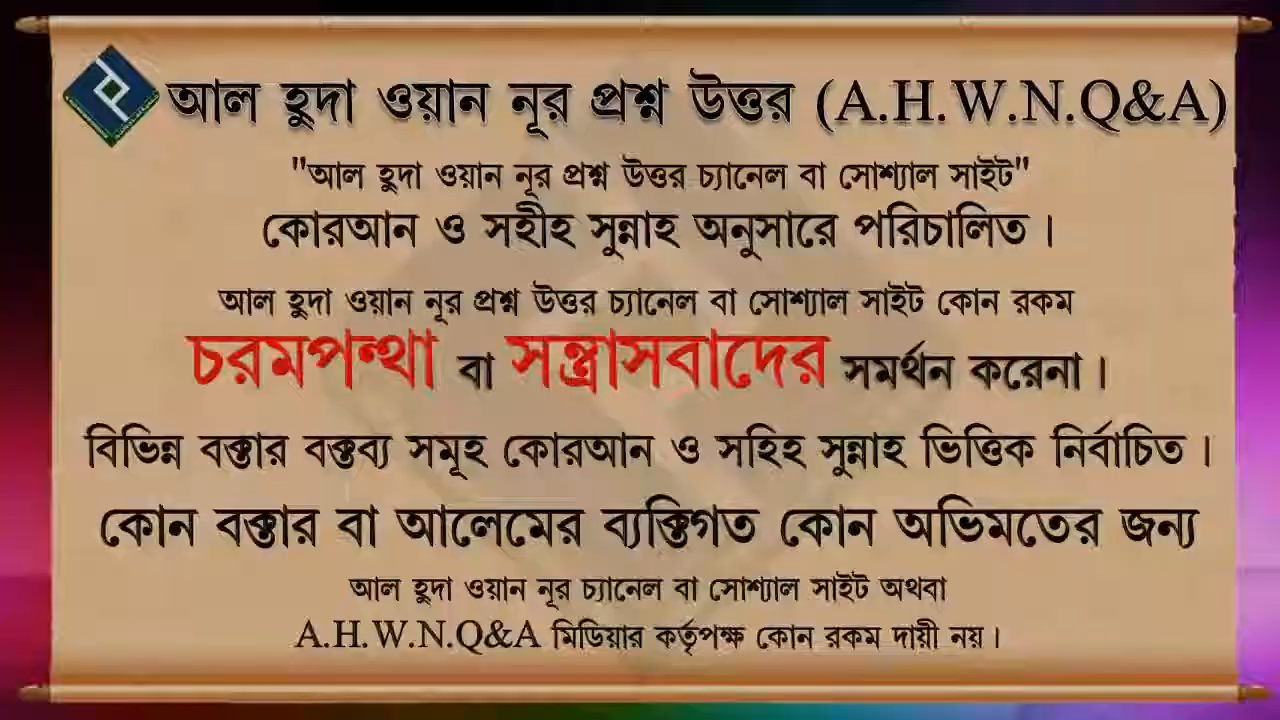 আল হুদা ওয়ান নূর প্রশ্ন উত্তর (A.H.W.N.Q&A)
"আল হুদা ওয়ান নূর প্রশ্ন উত্তর চ্যানেল বা সোশ্যাল সাইট"
কোরআন ও সহীহ সুন্নাহ অনুসারে পরিচালিত।
আল হুদা ওয়ান নূর প্রশ্ন উত্তর চ্যানেল বা সোশ্যাল সাইট কোন রকম
চরমপন্থা বা সন্ত্রাসবাদের সমর্থন করেনা।
বিভিন্ন বক্তার বক্তব্য সমূহ কোরআন ও সহিহ সুন্নাহ ভিত্তিক নির্বাচিত।
কোন বক্তার বা আলেমের ব্যক্তিগত কোন অভিমতের জন্য
আল হুদা ওয়ান নূর চ্যানেল বা সোশ্যাল সাইট অথবা
A.H.W.N.Q&A মিডিয়ার কর্তৃপক্ষ কোন রকম দায়ী নয়।